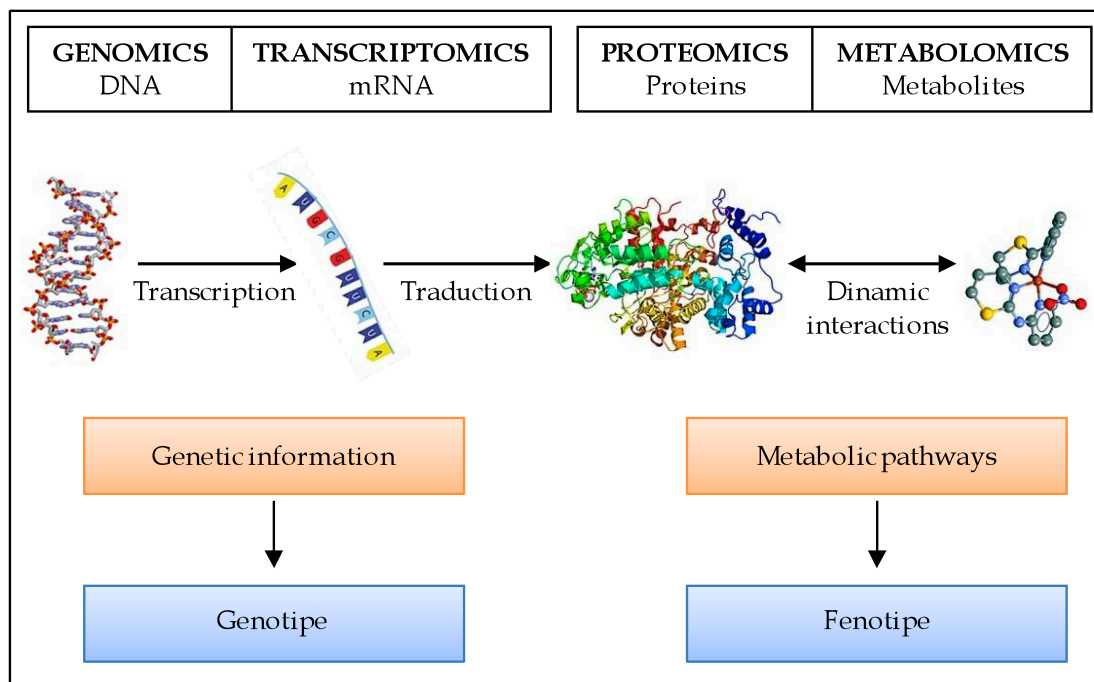 GENOMICS
DNA
TRANSCRIPTOMICS
mRNA
PROTEOMICS
Proteins
METABOLOMICS
Metabolites
A
U
G
C
G
U
U
C
U
A
Transcription
Traduction
Dinamic
interactions
Genetic information
Metabolic pathways
Genotipe
Fenotipe